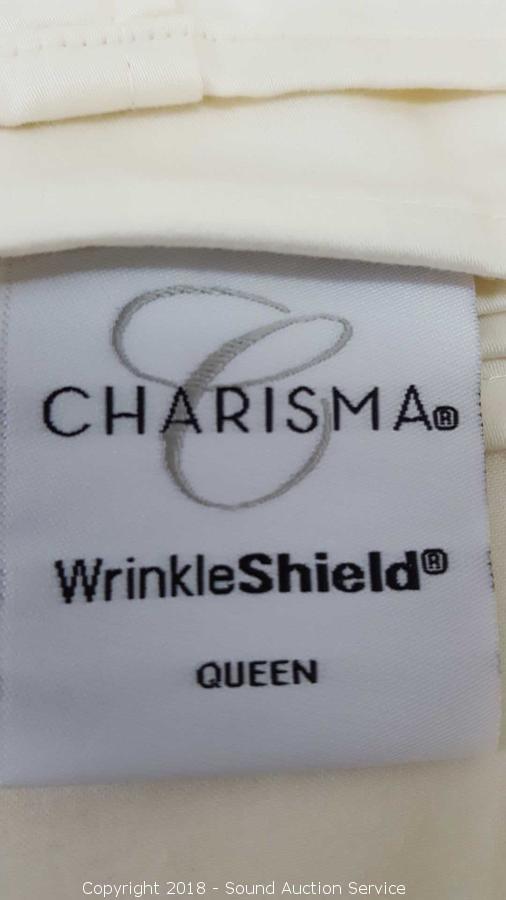 CHARISMA®
WrinkleShield®
QUEEN
Copyright 2018 - Sound Auction Service